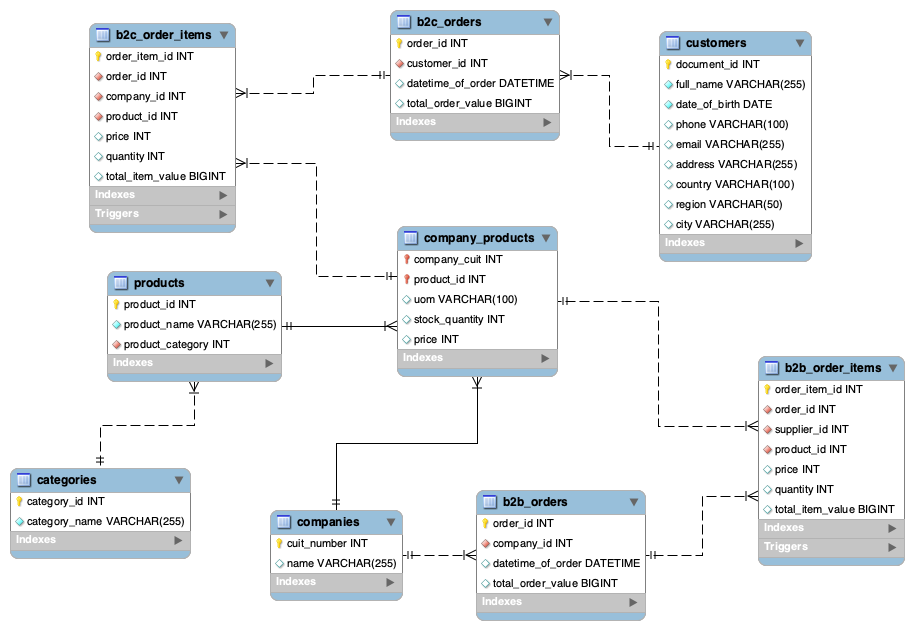 b2c_order_items
order_item_id INT
order_id INT
company_id INT
product_id INT
price INT
quantity INT
total_item_value BIGINT
Indexes
Triggers
b2c_orders
order_id INT
customer_id INT
datetime_of_order DATETIME
total_order_value BIGINT
Indexes
customers
document_id INT
full_name VARCHAR(255)
date_of_birth DATE
phone VARCHAR(100)
email VARCHAR(255)
address VARCHAR(255)
country VARCHAR(100)
region VARCHAR(50)
city VARCHAR(255)
Indexes
company_products
company_cuit INT
product_id INT
uom VARCHAR(100)
stock_quantity INT
price INT
Indexes
products
product_id INT
product_name VARCHAR(255)
product_category INT
Indexes
b2b_order_items
order_item_id INT
order_id INT
supplier_id INT
product_id INT
price INT
quantity INT
total_item_value BIGINT
Indexes
Triggers
categories
category_id INT
category_name VARCHAR(255)
Indexes
companies
cuit_number INT
name VARCHAR(255)
Indexes
b2b_orders
order_id INT
company_id INT
datetime_of_order DATETIME
total_order_value BIGINT
Indexes